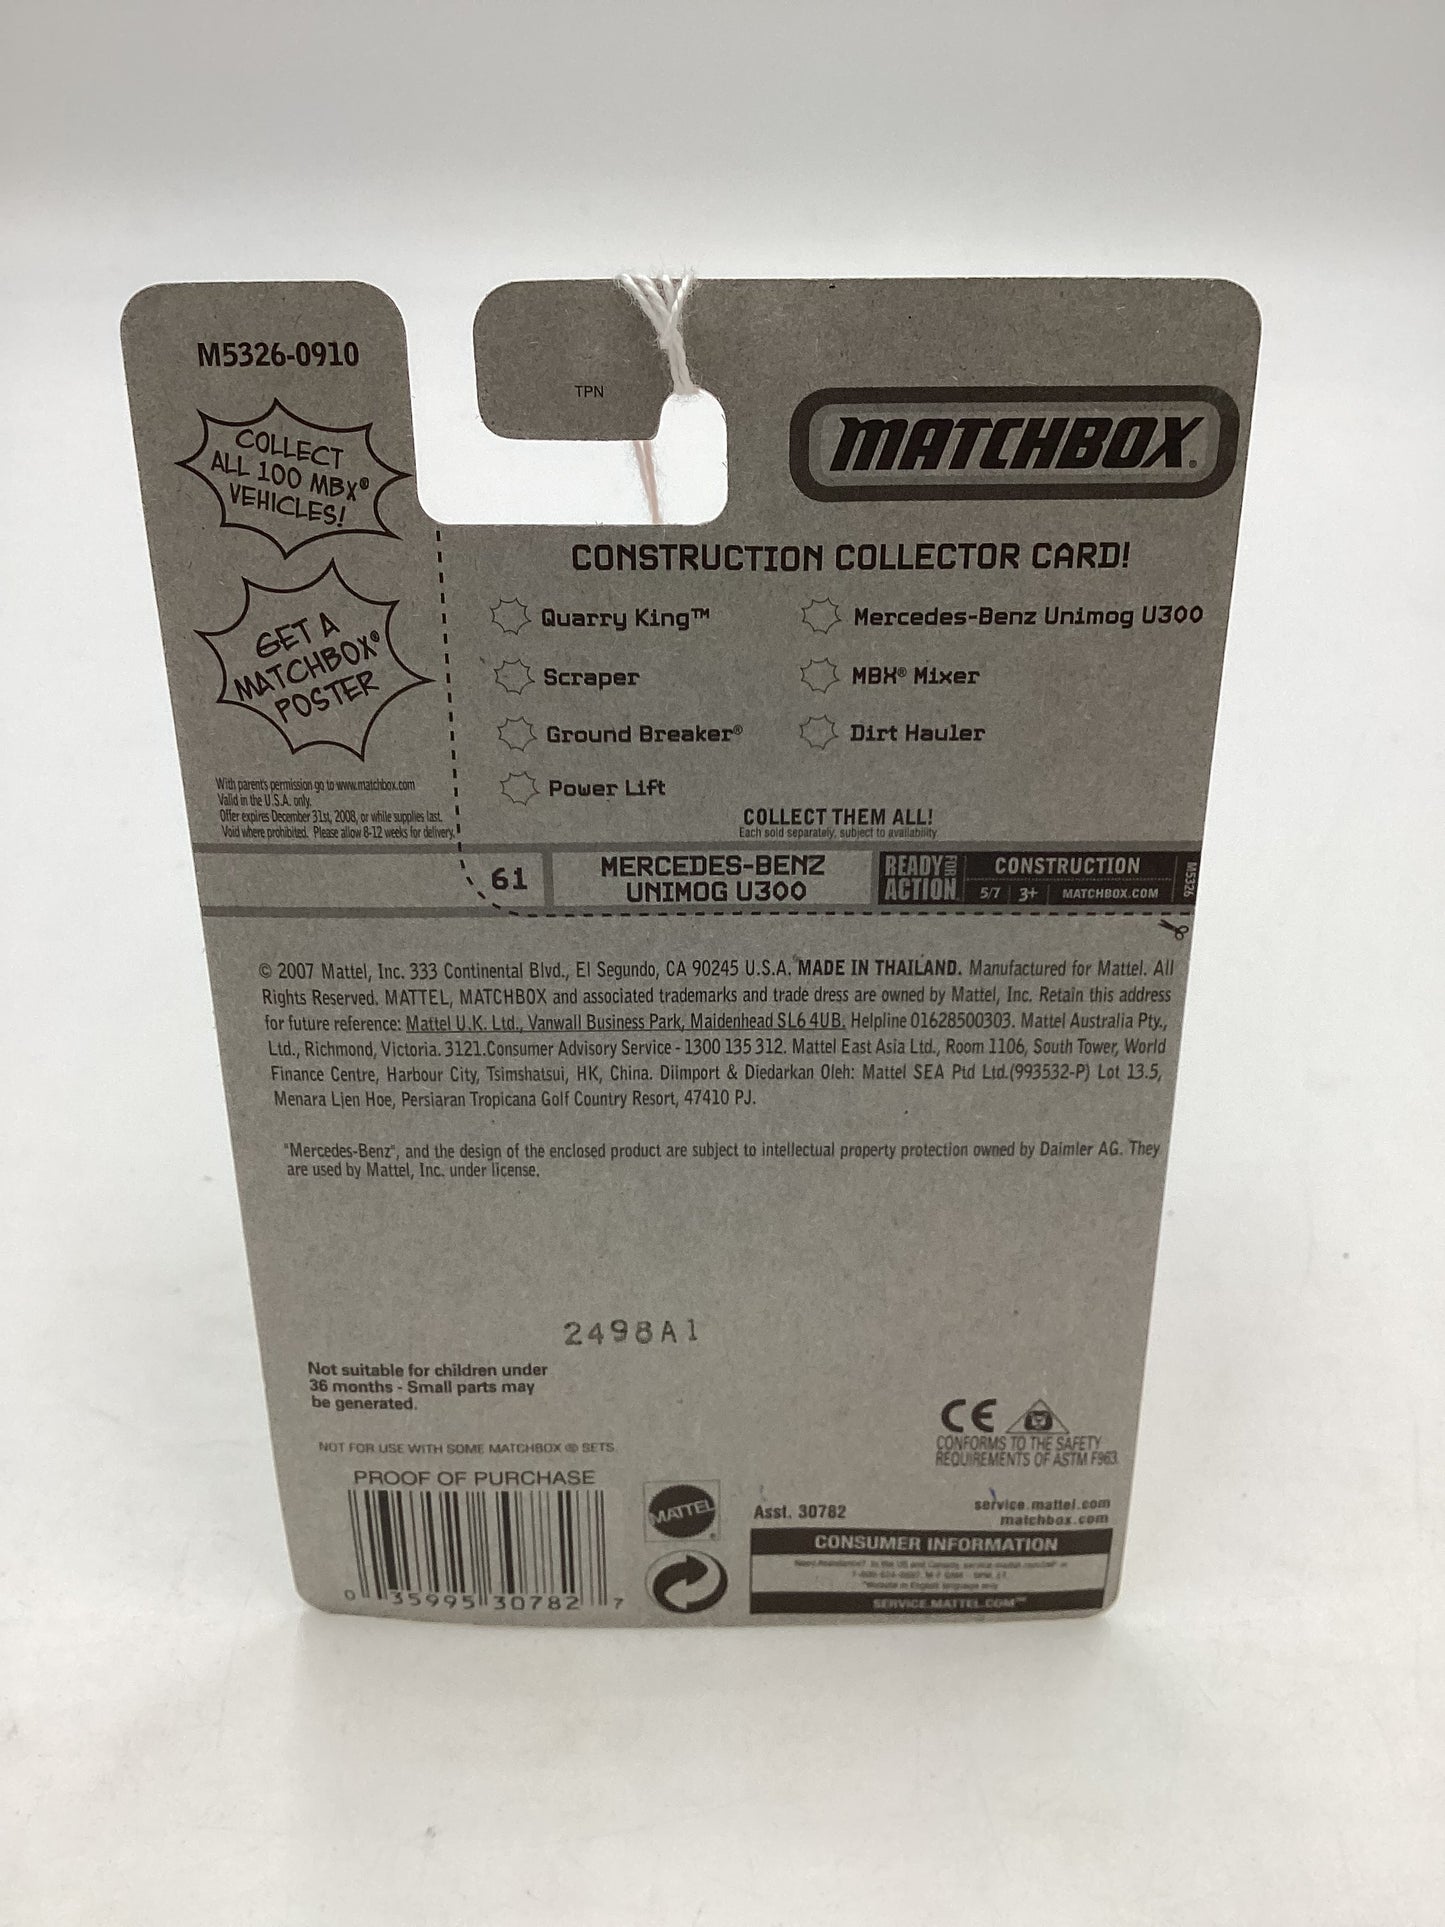 M5326-0910
TPN
COLLECT
ALL 100 MBX®
VEHICLES!
GET A
MATCHBOX®
POSTER
With parent's permission go to www.matchbox.com
Valid in the U.S.A. only.
Offer expires December 31st, 2008, or while supplies last.
Void where prohibited. Please allow 8-12 weeks for delivery.
MATCHBOX®
CONSTRUCTION COLLECTOR CARD!
Quarry King™
Mercedes-Benz Unimog U300
Scraper
MBX® Mixer
Ground Breaker®
Dirt Hauler
Power Lift
COLLECT THEM ALL!
Each sold separately, subject to availability
61
MERCEDES-BENZ
UNIMOG U300
READY FOR
ACTION
CONSTRUCTION
5/7 3+ MATCHBOX.COM
M5326
© 2007 Mattel, Inc. 333 Continental Blvd., El Segundo, CA 90245 U.S.A. MADE IN THAILAND. Manufactured for Mattel. All
Rights Reserved. MATTEL, MATCHBOX and associated trademarks and trade dress are owned by Mattel, Inc. Retain this address
for future reference: Mattel U.K. Ltd., Vanwall Business Park, Maidenhead SL6 4UB. Helpline 01628500303. Mattel Australia Pty.,
Ltd., Richmond, Victoria. 3121.Consumer Advisory Service - 1300 135 312. Mattel East Asia Ltd., Room 1106, South Tower, World
Finance Centre, Harbour City, Tsimshatsui, HK, China. Diimport & Diedarkan Oleh: Mattel SEA Ptd Ltd.(993532-P) Lot 13.5,
Menara Lien Hoe, Persiaran Tropicana Golf Country Resort, 47410 PJ.
"Mercedes-Benz", and the design of the enclosed product are subject to intellectual property protection owned by Daimler AG. They
are used by Mattel, Inc. under license.
2498A1
Not suitable for children under
36 months - Small parts may
be generated.
NOT FOR USE WITH SOME MATCHBOX ® SETS.
PROOF OF PURCHASE
0 35995 30782 7
MATTEL®
CE
CONFORMS TO THE SAFETY
REQUIREMENTS OF ASTM F963.
Asst. 30782
service.mattel.com
matchbox.com
CONSUMER INFORMATION
SERVICE.MATTEL.COM™